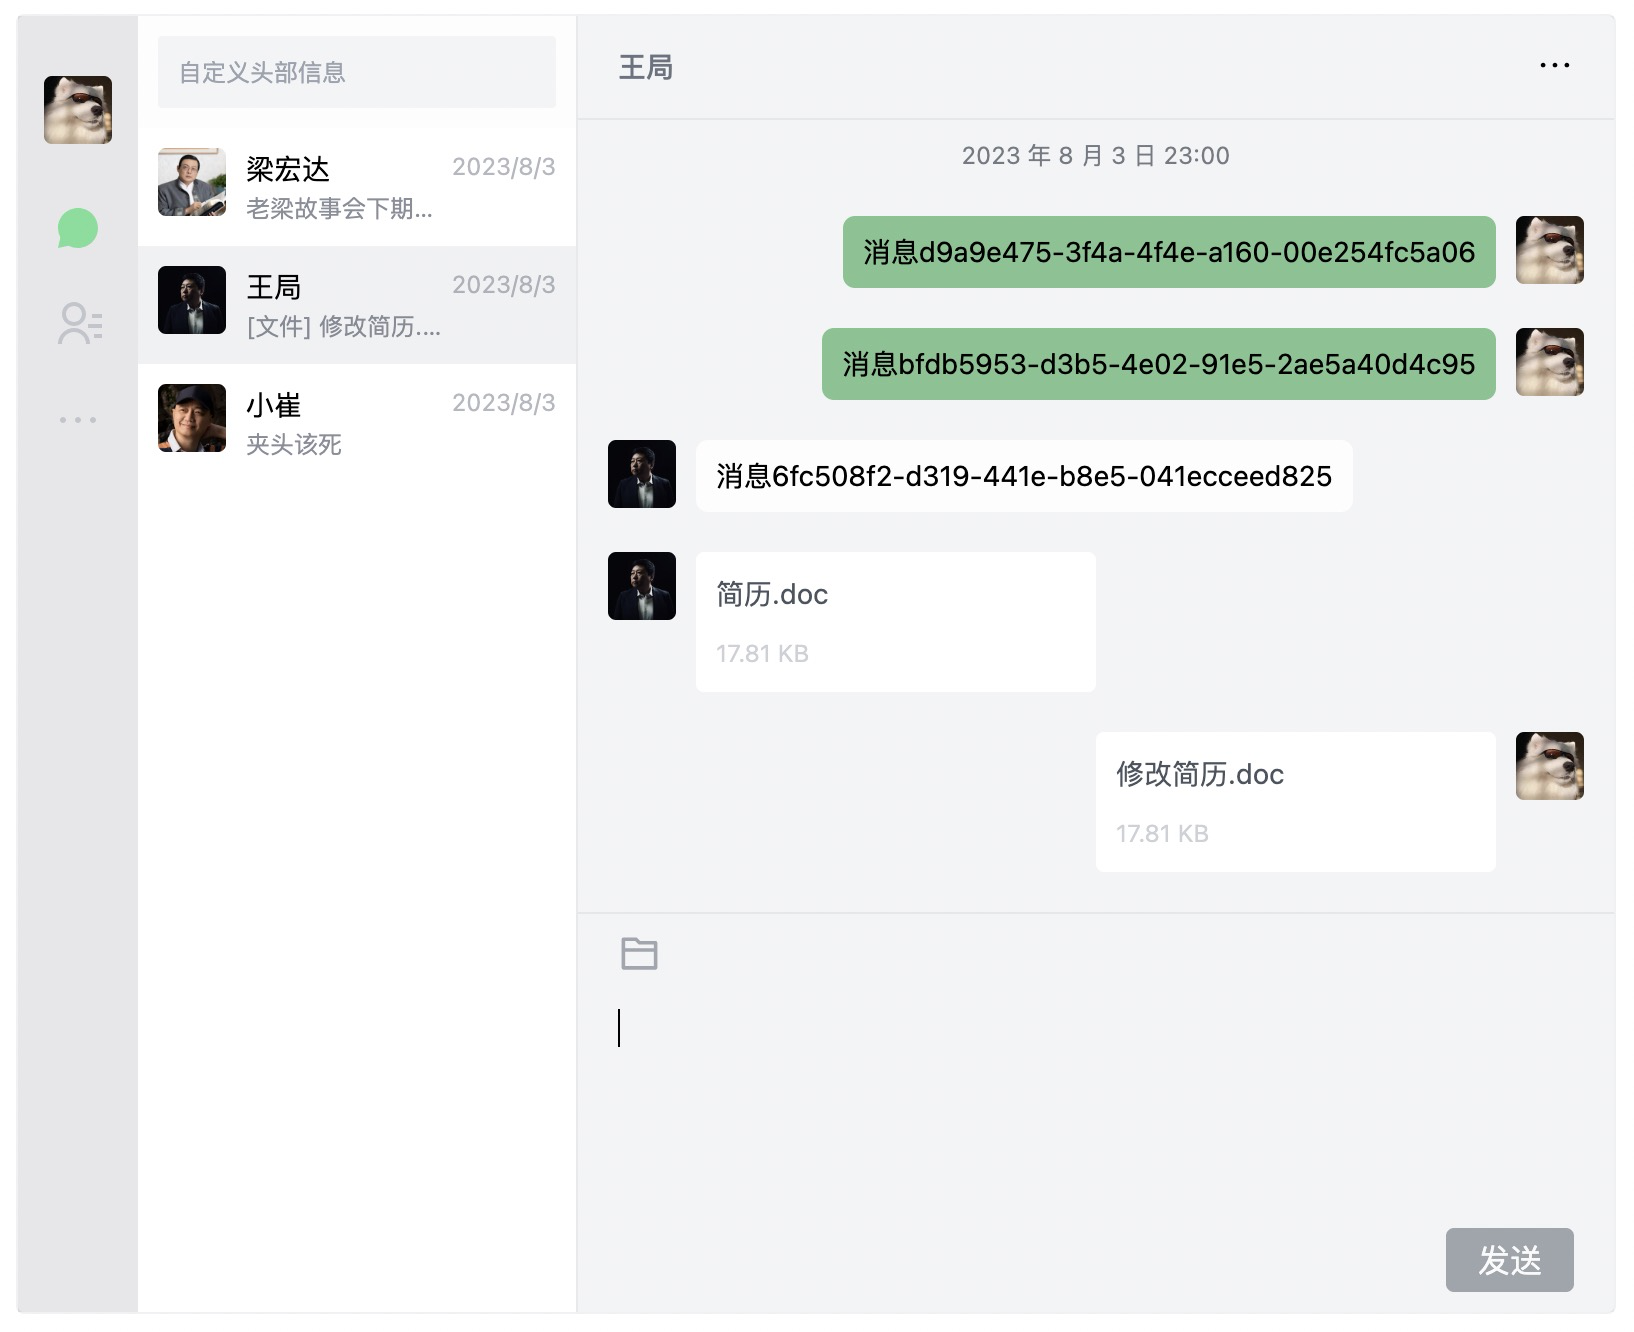 自定义头部信息
梁宏达
2023/8/3
老梁故事会下期...
王局
2023/8/3
[文件] 修改简历....
小崔
2023/8/3
夹头该死
王局
2023 年 8 月 3 日 23:00
消息d9a9e475-3f4a-4f4e-a160-00e254fc5a06
消息bfdb5953-d3b5-4e02-91e5-2ae5a40d4c95
消息6fc508f2-d319-441e-b8e5-041ecceed825
简历.doc
17.81 KB
修改简历.doc
17.81 KB
发送